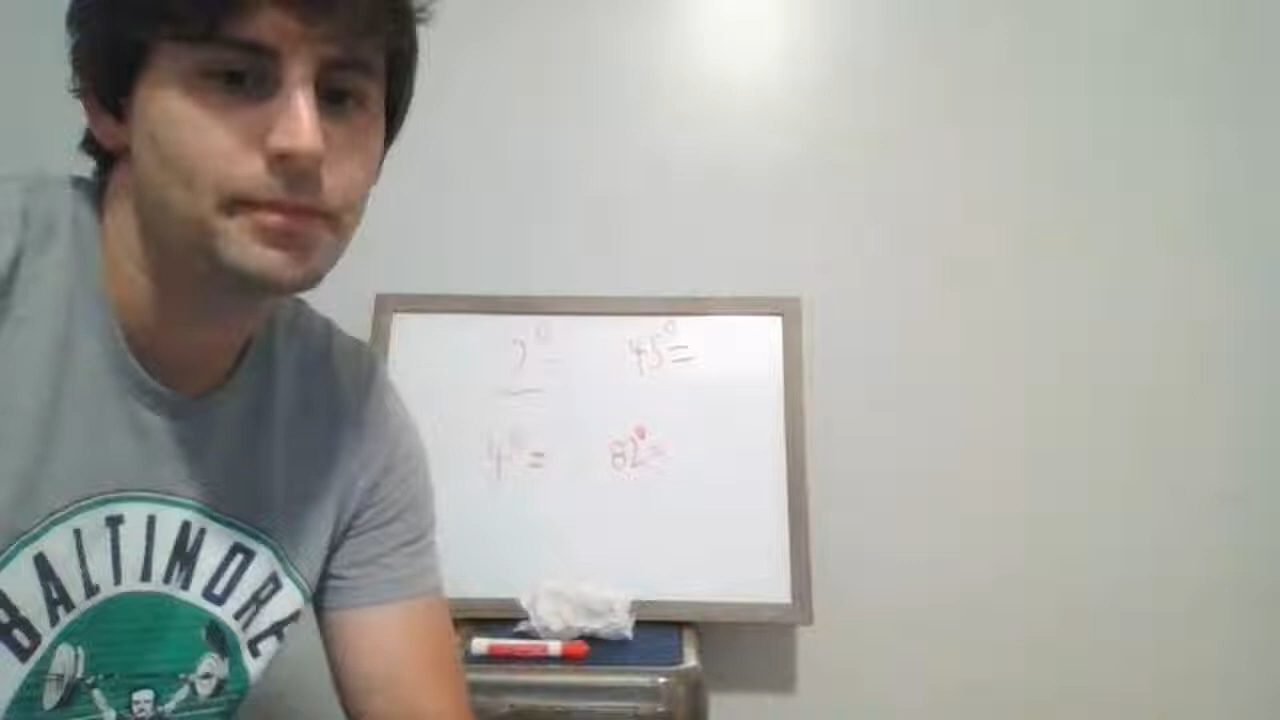 2⁰ = 45⁰=
4⁰ = 82⁰=
BALTIMORE